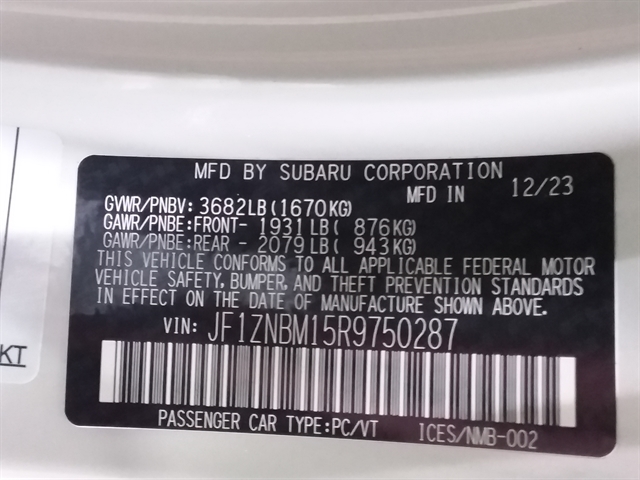 MFD BY SUBARU CORPORATION
MFD IN 12/23
GVWR/PNBV: 3682LB(1670KG)
GAWR/PNBE:FRONT- 1931LB( 876KG)
GAWR/PNBE:REAR - 2079LB( 943KG)
THIS VEHICLE CONFORMS TO ALL APPLICABLE FEDERAL MOTOR
VEHICLE SAFETY, BUMPER, AND THEFT PREVENTION STANDARDS
IN EFFECT ON THE DATE OF MANUFACTURE SHOWN ABOVE.
VIN: JF1ZNBM15R9750287
PASSENGER CAR TYPE:PC/VT ICES/NMB-002
KT